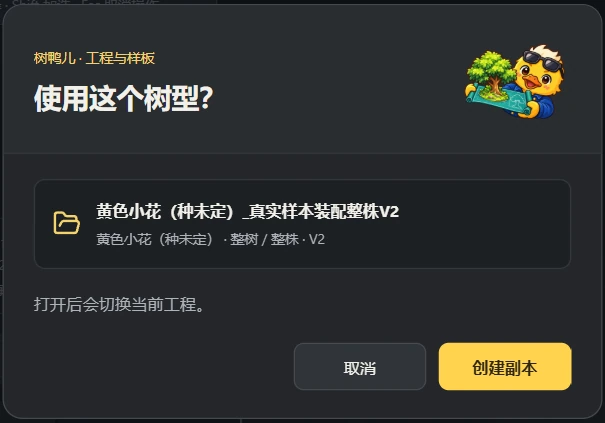 树鸭儿 · 工程与样板
使用这个树型？
黄色小花（种未定）_真实样本装配整株V2
黄色小花（种未定） · 整树 / 整株 · V2
打开后会切换当前工程。
取消
创建副本